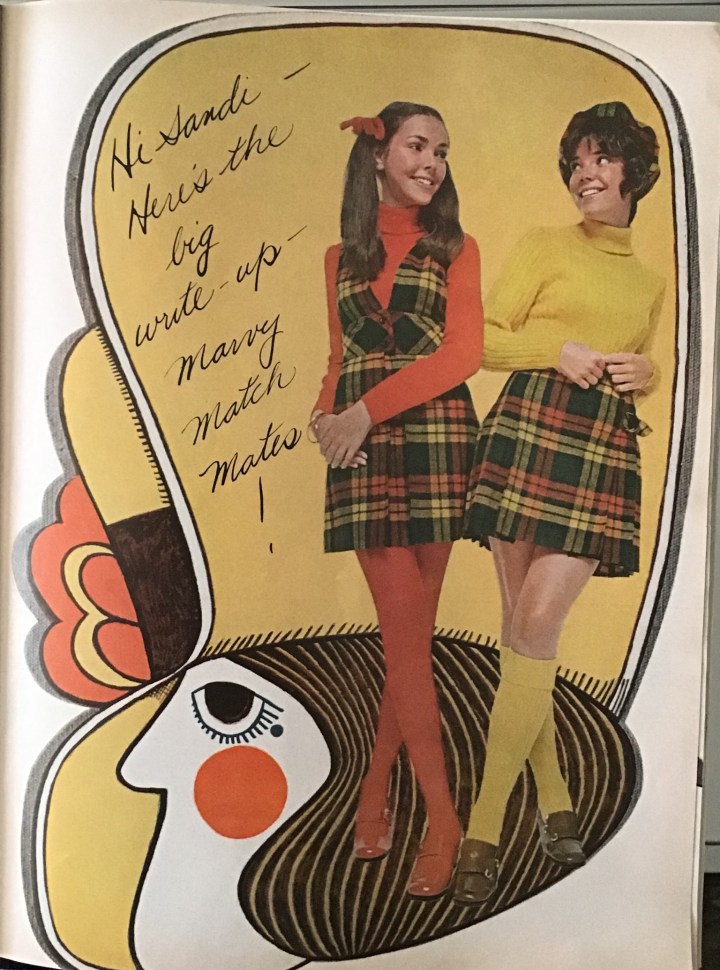 Hi Sandi -
Here's the
big
write-up -
marvy
match
mates
!